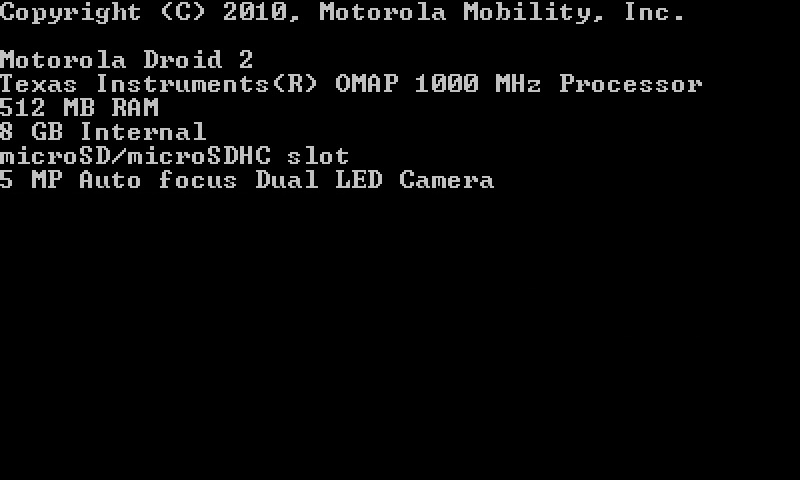 Copyright (C) 2010, Motorola Mobility, Inc.
Motorola Droid 2
Texas Instruments(R) OMAP 1000 MHz Processor
512 MB RAM
8 GB Internal
microSD/microSDHC slot
5 MP Auto focus Dual LED Camera